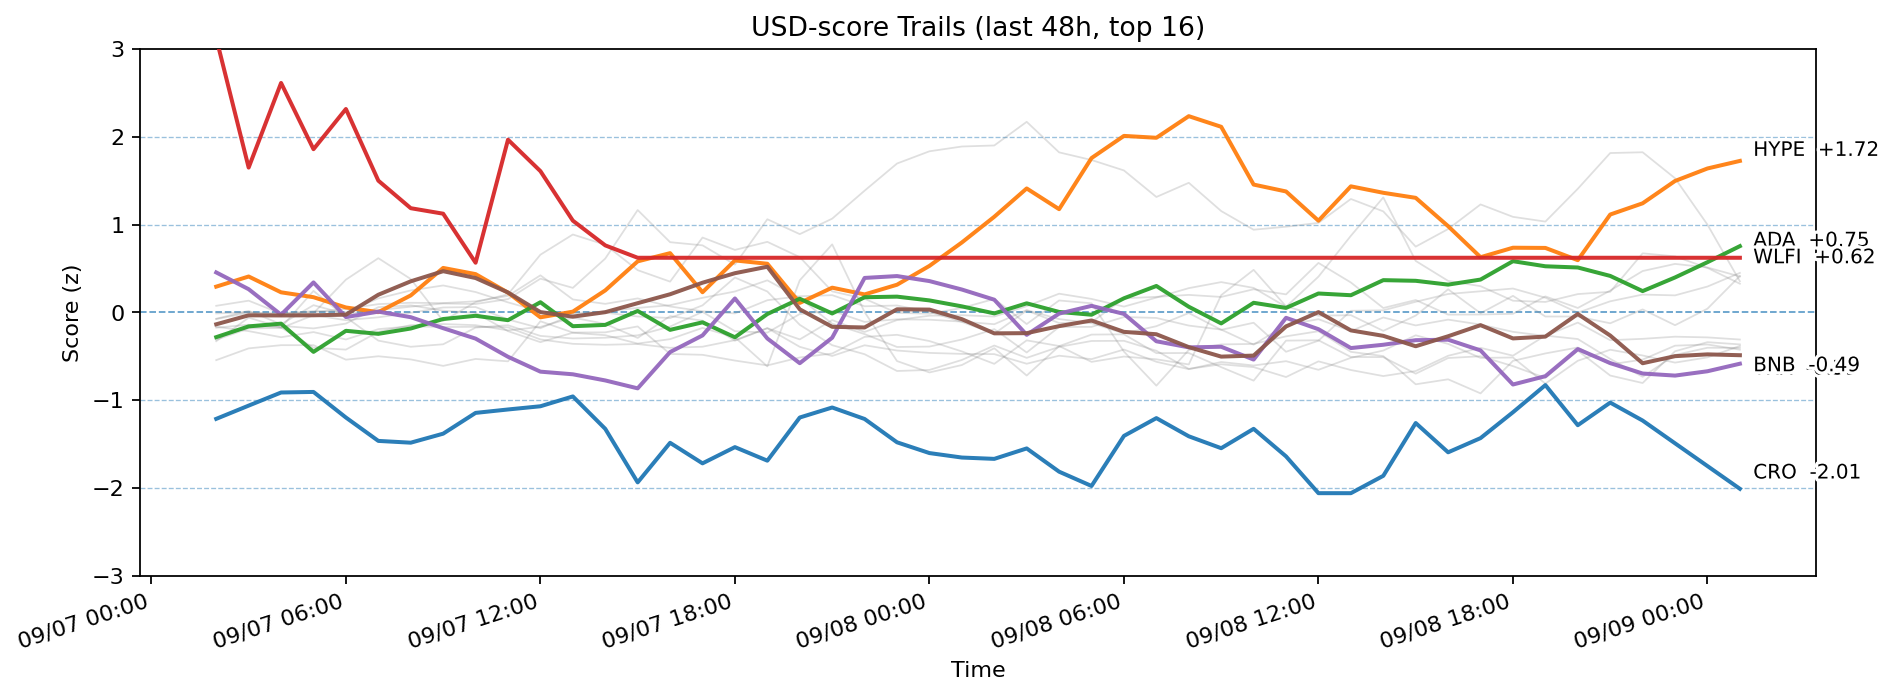 USD-score Trails (last 48h, top 16)
Score (z)
3
2
1
0
−1
−2
−3
HYPE +1.72
ADA +0.75
WLFI +0.62
BNB -0.49
CRO -2.01
09/07 00:00
09/07 06:00
09/07 12:00
09/07 18:00
09/08 00:00
09/08 06:00
09/08 12:00
09/08 18:00
09/09 00:00
Time